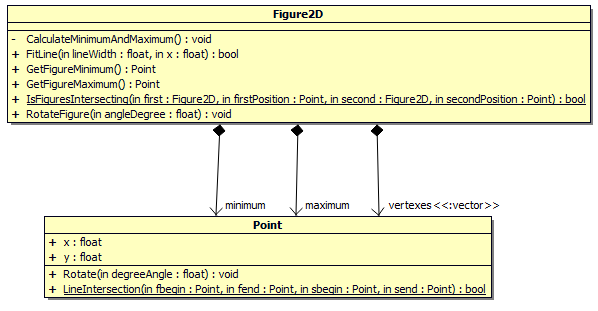 Figure2D
- CalculateMinimumAndMaximum() : void
+ FitLine(in lineWidth : float, in x : float) : bool
+ GetFigureMinimum() : Point
+ GetFigureMaximum() : Point
+ IsFiguresIntersecting(in first : Figure2D, in firstPosition : Point, in second : Figure2D, in secondPosition : Point) : bool
+ RotateFigure(in angleDegree : float) : void
minimum maximum vertexes <<:vector>>
Point
+ x : float
+ y : float
+ Rotate(in degreeAngle : float) : void
+ LineIntersection(in fbegin : Point, in fend : Point, in sbegin : Point, in send : Point) : bool